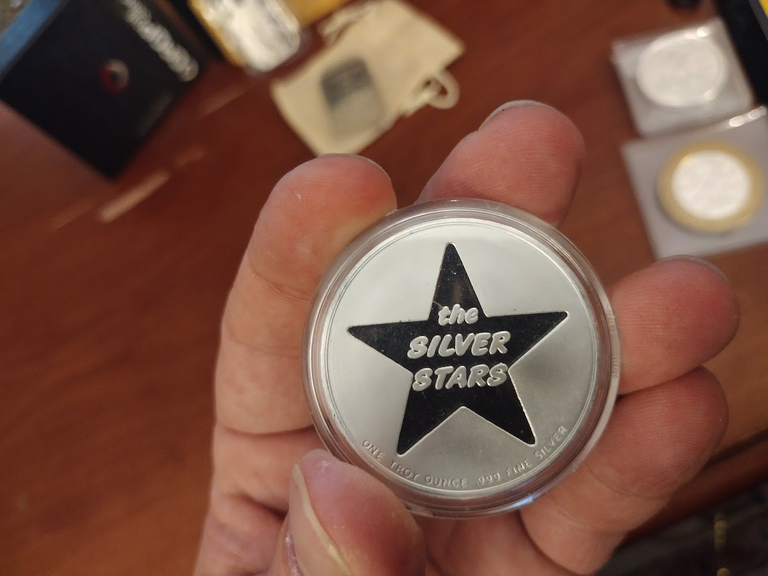 the
SILVER
STARS
ONE TROY OUNCE .999 FINE SILVER